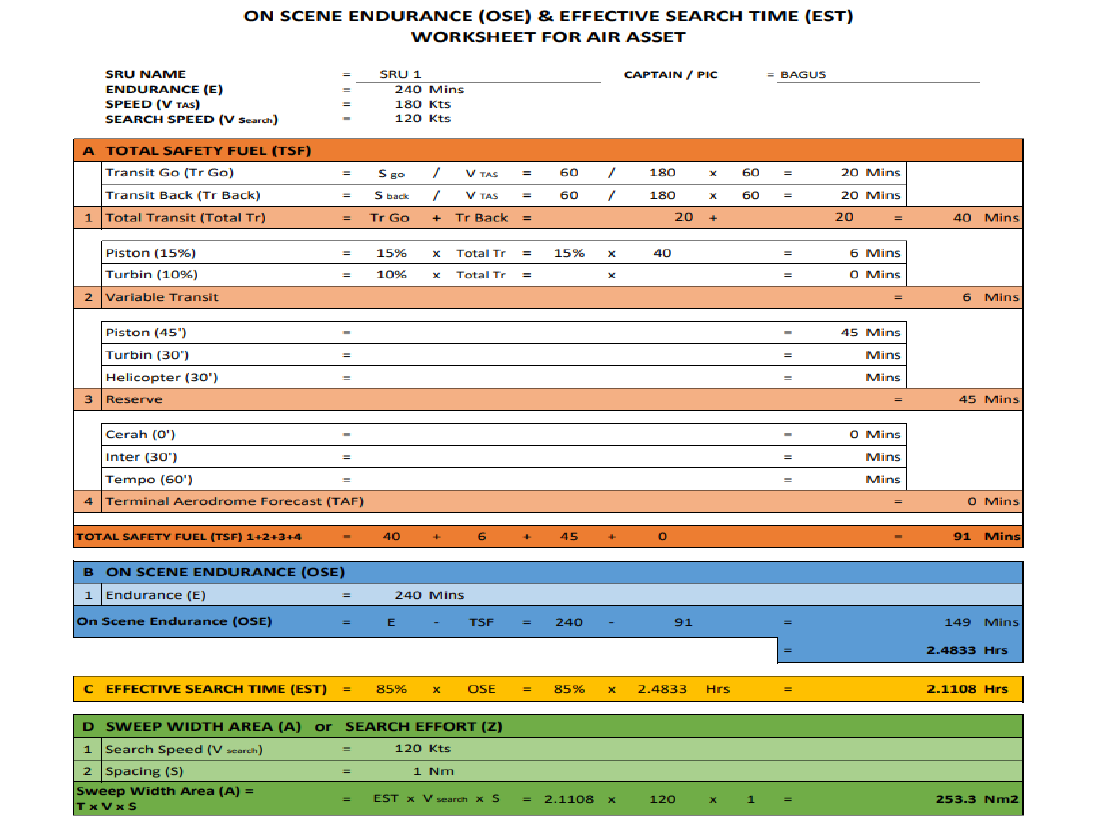 ON SCENE ENDURANCE (OSE) & EFFECTIVE SEARCH TIME (EST)
WORKSHEET FOR AIR ASSET
SRU NAME = SRU 1 CAPTAIN / PIC = BAGUS
ENDURANCE (E) = 240 Mins
SPEED (V TAS) = 180 Kts
SEARCH SPEED (V Search) = 120 Kts
A TOTAL SAFETY FUEL (TSF)
Transit Go (Tr Go) = S go / V TAS = 60 / 180 x 60 = 20 Mins
Transit Back (Tr Back) = S back / V TAS = 60 / 180 x 60 = 20 Mins
1 Total Transit (Total Tr) = Tr Go + Tr Back = 20 + 20 = 40 Mins
Piston (15%) = 15% x Total Tr = 15% x 40 = 6 Mins
Turbin (10%) = 10% x Total Tr = x = 0 Mins
2 Variable Transit = 6 Mins
Piston (45') = = 45 Mins
Turbin (30') = = Mins
Helicopter (30') = = Mins
3 Reserve = 45 Mins
Cerah (0') = = 0 Mins
Inter (30') = = Mins
Tempo (60') = = Mins
4 Terminal Aerodrome Forecast (TAF) = 0 Mins
TOTAL SAFETY FUEL (TSF) 1+2+3+4 = 40 + 6 + 45 + 0 = 91 Mins
B ON SCENE ENDURANCE (OSE)
1 Endurance (E) = 240 Mins
On Scene Endurance (OSE) = E - TSF = 240 - 91 = 149 Mins
= 2.4833 Hrs
C EFFECTIVE SEARCH TIME (EST) = 85% x OSE = 85% x 2.4833 Hrs = 2.1108 Hrs
D SWEEP WIDTH AREA (A) or SEARCH EFFORT (Z)
1 Search Speed (V search) = 120 Kts
2 Spacing (S) = 1 Nm
Sweep Width Area (A) =
T x V x S = EST x V search x S = 2.1108 x 120 x 1 = 253.3 Nm2